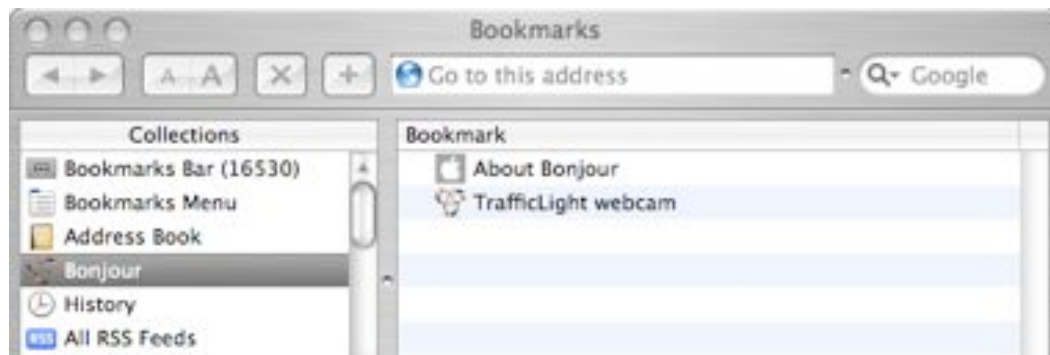 Bookmarks
A A
Go to this address
Google
Collections
Bookmarks Bar (16530)
Bookmarks Menu
Address Book
Bonjour
History
RSS All RSS Feeds
Bookmark
About Bonjour
TrafficLight webcam